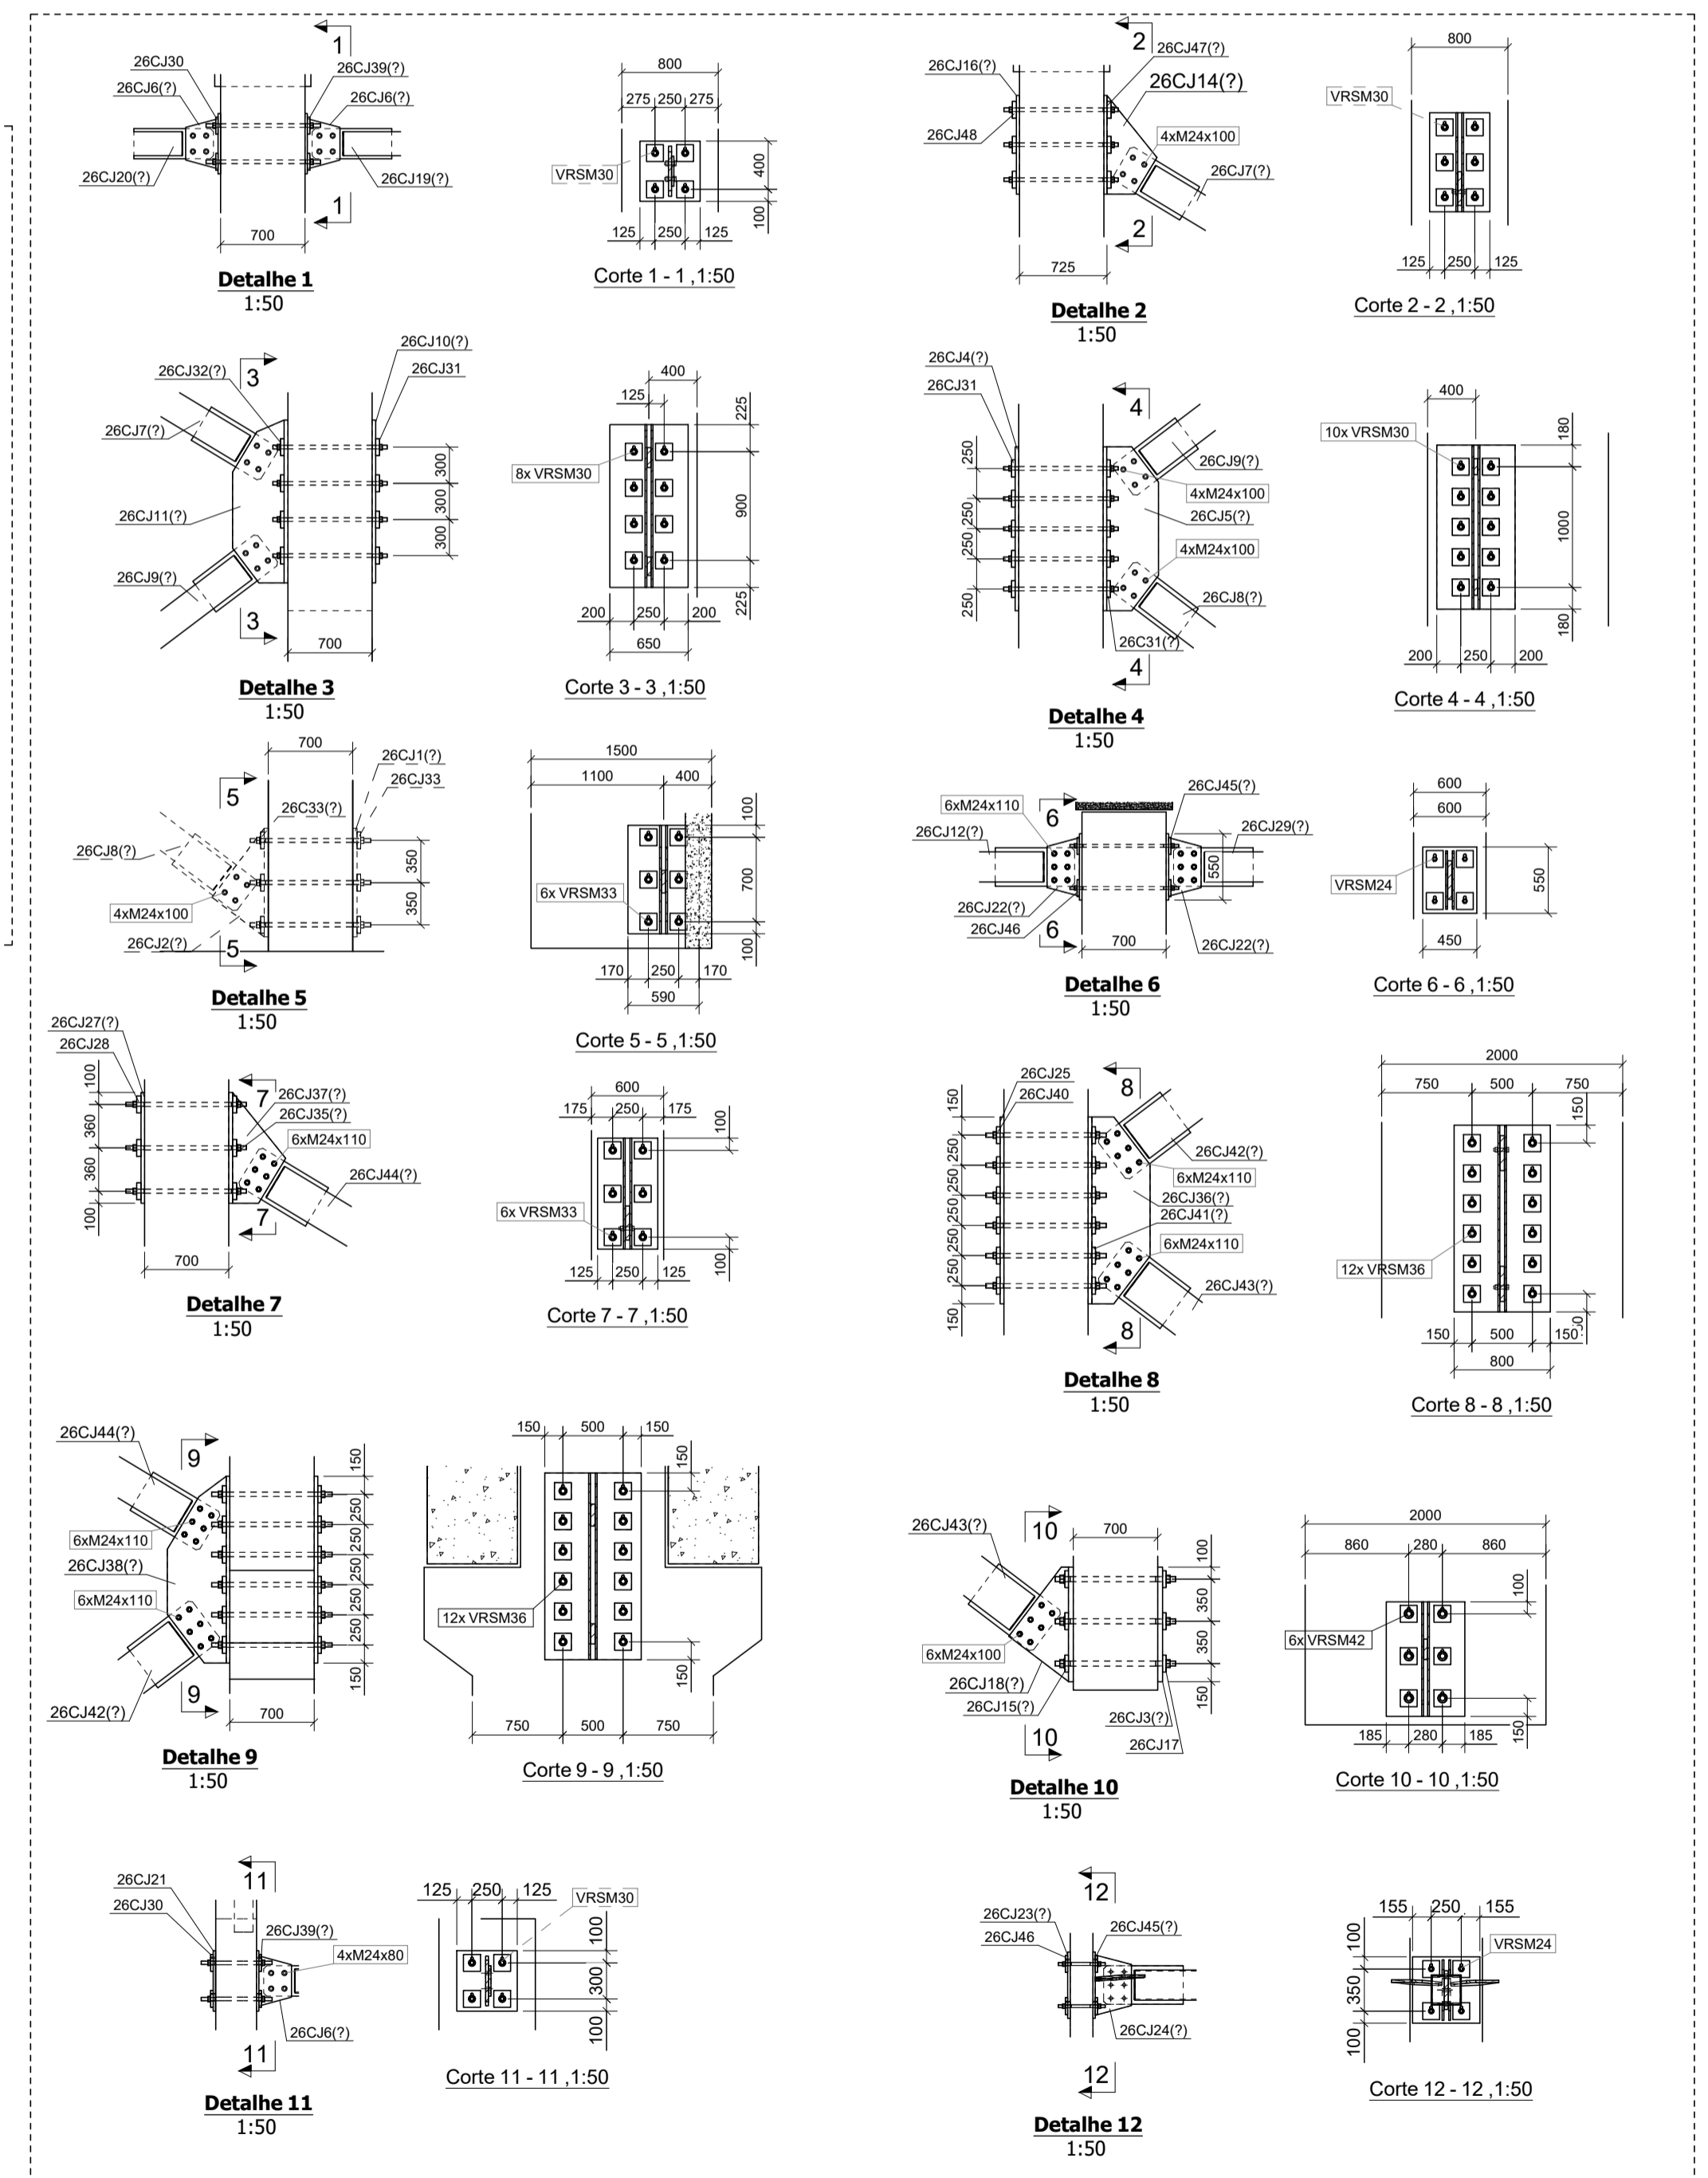 1
26CJ30
26CJ39(?)
26CJ6(?)
26CJ6(?)
26CJ20(?)
26CJ19(?)
1
700
Detalhe 1
1:50
800
275 250 275
VRSM30
400
100
125 250 125
Corte 1 - 1 ,1:50
2
26CJ47(?)
26CJ16(?)
26CJ14(?)
26CJ48
4xM24x100
26CJ7(?)
2
725
Detalhe 2
1:50
800
VRSM30
125 250 125
Corte 2 - 2 ,1:50
26CJ10(?)
26CJ32(?)
3
26CJ31
26CJ7(?)
300
300
300
26CJ11(?)
26CJ9(?)
3
700
Detalhe 3
1:50
400
125
225
8x VRSM30
900
225
200 250 200
650
Corte 3 - 3 ,1:50
26CJ4(?)
26CJ31
4
250
26CJ9(?)
4xM24x100
26CJ5(?)
250
250
4xM24x100
26CJ8(?)
250
26C31(?)
4
Detalhe 4
1:50
400
10x VRSM30
180
1000
180
200 250 200
Corte 4 - 4 ,1:50
700
26CJ1(?)
26CJ33
5
26C33(?)
26CJ8(?)
350
350
4xM24x100
26CJ2(?)
5
Detalhe 5
1:50
1500
1100 400
100
700
6x VRSM33
100
170 250 170
590
Corte 5 - 5 ,1:50
6xM24x110
6
26CJ45(?)
26CJ12(?)
26CJ29(?)
550
26CJ22(?)
26CJ46
6
700
26CJ22(?)
Detalhe 6
1:50
600
600
VRSM24
550
450
Corte 6 - 6 ,1:50
26CJ27(?)
26CJ28
100
7
26CJ37(?)
26CJ35(?)
360
6xM24x110
360
26CJ44(?)
100
7
700
Detalhe 7
1:50
600
175 250 175
100
6x VRSM33
100
125 250 125
Corte 7 - 7 ,1:50
26CJ25
26CJ40
8
150
250
26CJ42(?)
250
6xM24x110
26CJ36(?)
250
26CJ41(?)
250
6xM24x110
250
26CJ43(?)
150
8
Detalhe 8
1:50
2000
750 500 750
150
12x VRSM36
150 500 150
800
Corte 8 - 8 ,1:50
26CJ44(?)
9
150
250
6xM24x110
250
26CJ38(?)
250
6xM24x110
250
250
150
26CJ42(?)
9
700
Detalhe 9
1:50
150 500 150
150
12x VRSM36
150
750 500 750
Corte 9 - 9 ,1:50
26CJ43(?)
10
700
100
350
350
6xM24x100
26CJ18(?)
150
26CJ15(?)
26CJ3(?)
10
26CJ17
Detalhe 10
1:50
2000
860 280 860
100
6x VRSM42
150
185 280 185
Corte 10 - 10 ,1:50
11
26CJ21
26CJ30
26CJ39(?)
4xM24x80
26CJ6(?)
11
Detalhe 11
1:50
125 250 125
VRSM30
100
300
100
Corte 11 - 11 ,1:50
12
26CJ23(?)
26CJ45(?)
26CJ46
26CJ24(?)
12
Detalhe 12
1:50
155 250 155
100
VRSM24
350
100
Corte 12 - 12 ,1:50